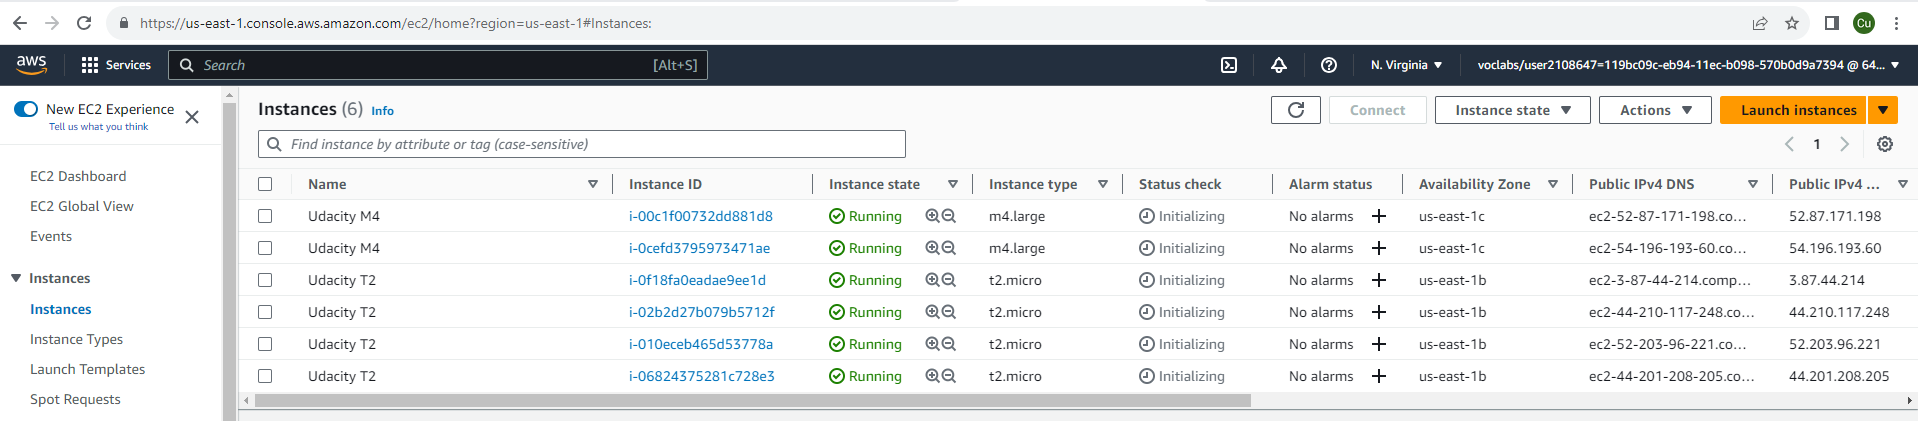 https://us-east-1.console.aws.amazon.com/ec2/home?region=us-east-1#Instances:
Cu
aws Services Search [Alt+S] N. Virginia voclabs/user2108647=119bc09c-eb94-11ec-b098-570b0d9a7394 @ 64...
New EC2 Experience
Tell us what you think
EC2 Dashboard
EC2 Global View
Events
Instances
Instances
Instance Types
Launch Templates
Spot Requests
Instances (6) Info Connect Instance state Actions Launch instances
Find instance by attribute or tag (case-sensitive) 1
Name Instance ID Instance state Instance type Status check Alarm status Availability Zone Public IPv4 DNS Public IPv4 ...
Udacity M4 i-00c1f00732dd881d8 Running m4.large Initializing No alarms us-east-1c ec2-52-87-171-198.co... 52.87.171.198
Udacity M4 i-0cefd3795973471ae Running m4.large Initializing No alarms us-east-1c ec2-54-196-193-60.co... 54.196.193.60
Udacity T2 i-0f18fa0eadae9ee1d Running t2.micro Initializing No alarms us-east-1b ec2-3-87-44-214.comp... 3.87.44.214
Udacity T2 i-02b2d27b079b5712f Running t2.micro Initializing No alarms us-east-1b ec2-44-210-117-248.co... 44.210.117.248
Udacity T2 i-010eceb465d53778a Running t2.micro Initializing No alarms us-east-1b ec2-52-203-96-221.co... 52.203.96.221
Udacity T2 i-06824375281c728e3 Running t2.micro Initializing No alarms us-east-1b ec2-44-201-208-205.co... 44.201.208.205